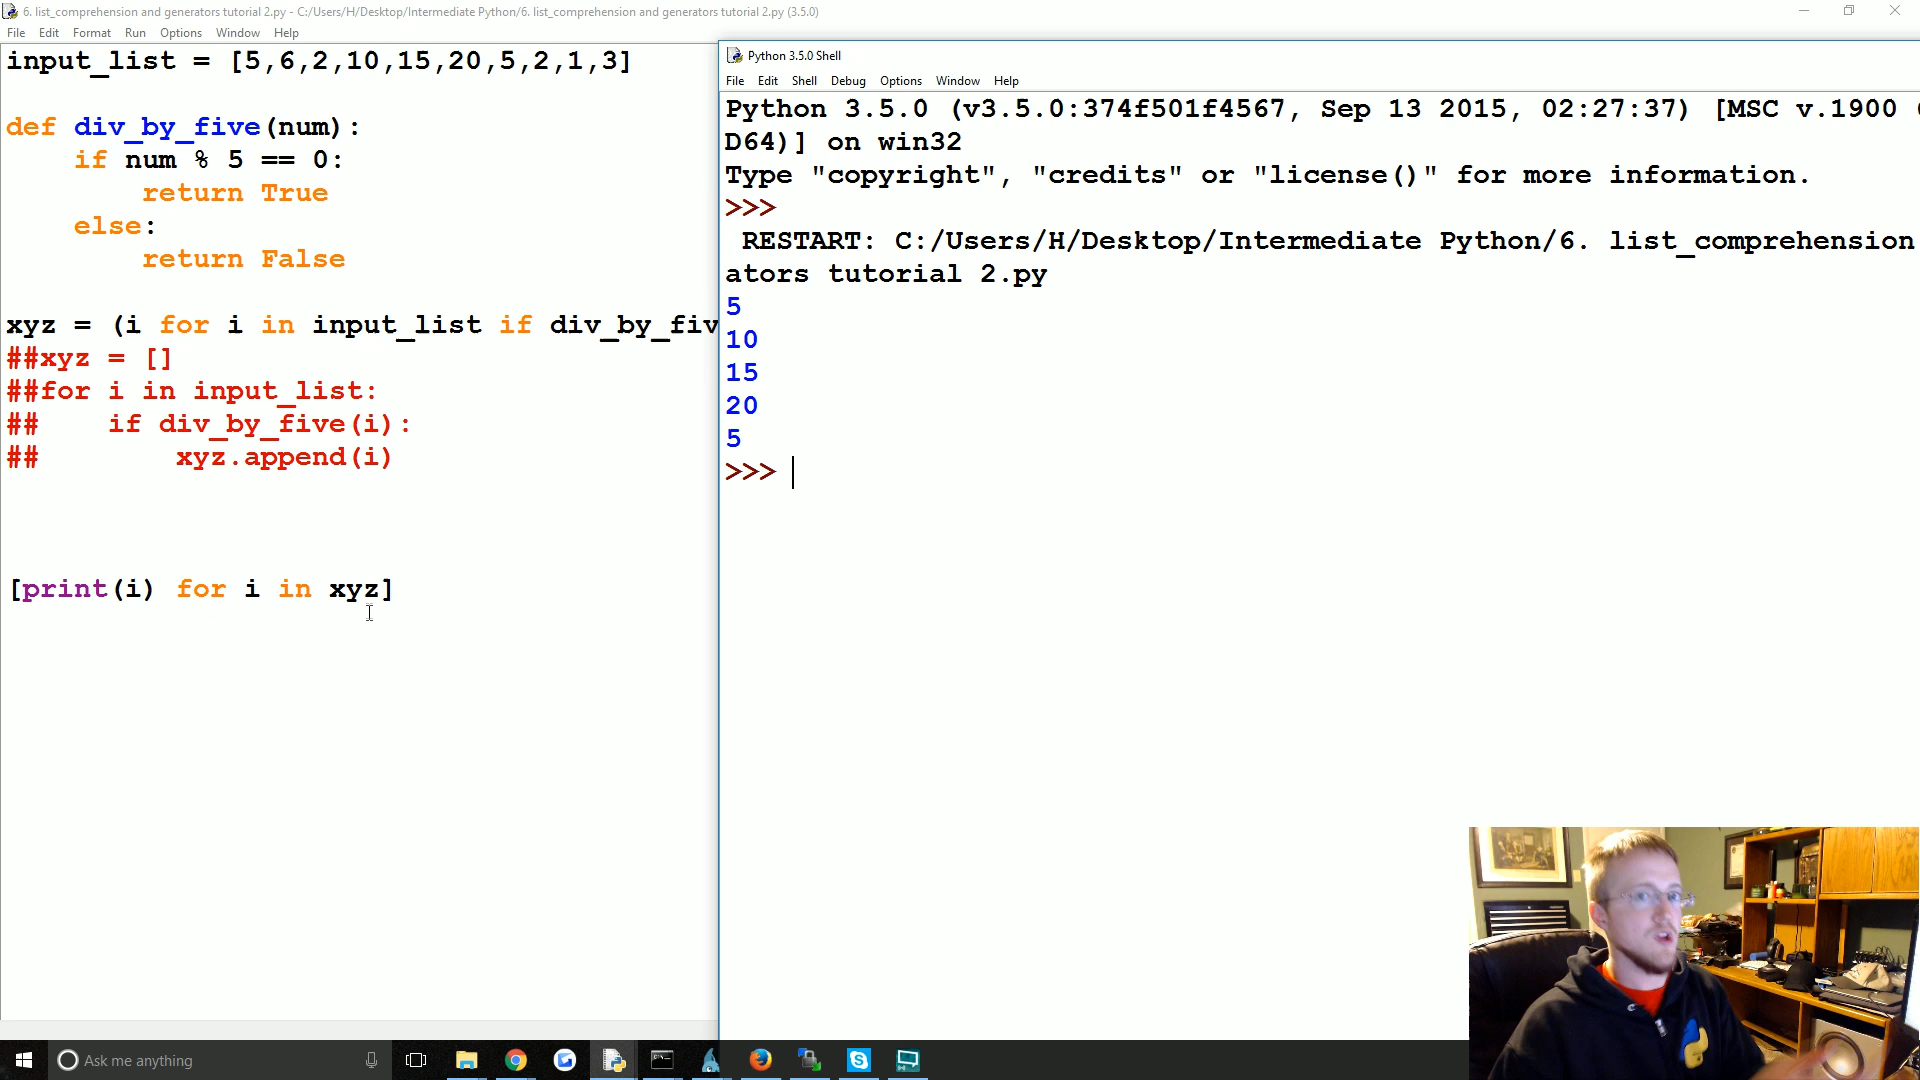 6. list_comprehension and generators tutorial 2.py - C:/Users/H/Desktop/Intermediate Python/6. list_comprehension and generators tutorial 2.py (3.5.0)
File Edit Format Run Options Window Help
input_list = [5,6,2,10,15,20,5,2,1,3]
def div_by_five(num):
    if num % 5 == 0:
        return True
    else:
        return False
xyz = (i for i in input_list if div_by_fiv
##xyz = []
##for i in input_list:
##    if div_by_five(i):
##        xyz.append(i)
[print(i) for i in xyz]
Python 3.5.0 Shell
File Edit Shell Debug Options Window Help
Python 3.5.0 (v3.5.0:374f501f4567, Sep 13 2015, 02:27:37) [MSC v.1900
D64)] on win32
Type "copyright", "credits" or "license()" for more information.
>>>
 RESTART: C:/Users/H/Desktop/Intermediate Python/6. list_comprehension
ators tutorial 2.py
5
10
15
20
5
>>>
Ask me anything